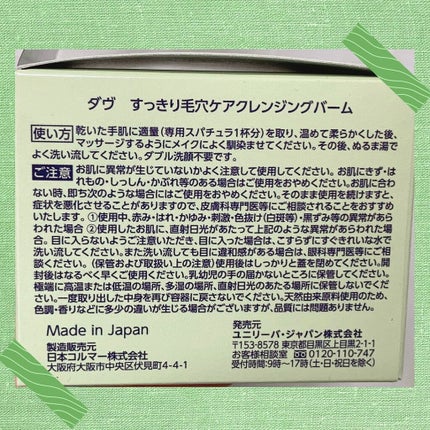 ダヴ すっきり毛穴ケアクレンジングバーム
使い方 乾いた手肌に適量(専用スパチュラ1杯分)を取り、温めて柔らかくした後、
マッサージするようにメイクによく馴染ませてください。その後、ぬるま湯で
よく洗い流してください。ダブル洗顔不要です。
ご注意 お肌に異常が生じていないかよく注意して使用してください。お肌にきず・は
れもの・しっしん・かぶれ等のある場合はご使用をおやめください。お肌に合わ
ない時、即ち次のような場合にはご使用をおやめください。そのまま使用を続けますと、
症状を悪化させることがありますので、皮膚科専門医等にご相談されることをおすすめ
いたします。①使用中、赤み・はれ・かゆみ・刺激・色抜け(白斑等)・黒ずみ等の異常があら
われた場合 ②使用したお肌に、直射日光があたって上記のような異常があらわれた場
合。目に入らないようご注意いただき、目に入った場合は、こすらずにすぐきれいな水で
洗い流してください。また洗い流しても目に違和感がある場合は、眼科専門医等にご相
談ください。(保管および取扱い上の注意)使用後はしっかりと蓋を閉めてください。開
封後はなるべく早くご使用ください。乳幼児の手の届かないところに保管してください。
極端に高温または低温の場所、多湿の場所、直射日光のあたる場所に保管しないでくださ
い。一度取り出した中身を再び容器に戻さないでください。天然由来原料使用のため、
色調・香りなどに多少の違いが生じる場合がございますが、品質には問題ありません。
Made in Japan
製造販売元
日本コルマー株式会社
大阪府大阪市中央区伏見町4-4-1
発売元
ユニリーバ・ジャパン株式会社
〒153-8578 東京都目黒区上目黒2-1-1
お客様相談室 0120-110-747
受付時間:9時〜17時(土・日・祝日を除く)